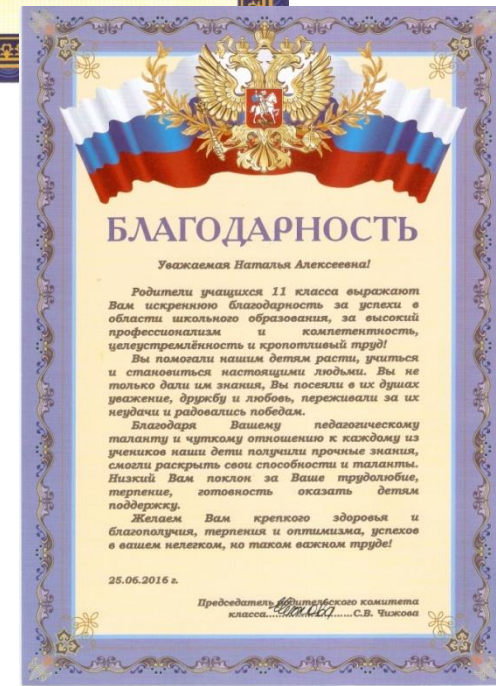 БЛАГОДАРНОСТЬ
Уважаемая Наталья Алексеевна!
Родители учащихся 11 класса выражают
Вам искреннюю благодарность за успехи в
области школьного образования, за высокий
профессионализм и компетентность,
целеустремлённость и кропотливый труд!
Вы помогали нашим детям расти, учиться
и становиться настоящими людьми. Вы не
только дали им знания, Вы посеяли в их душах
уважение, дружбу и любовь, переживали за их
неудачи и радовались победам.
Благодаря Вашему педагогическому
таланту и чуткому отношению к каждому из
учеников наши дети получили прочные знания,
смогли раскрыть свои способности и таланты.
Низкий Вам поклон за Ваше трудолюбие,
терпение, готовность оказать детям
поддержку.
Желаем Вам крепкого здоровья и
благополучия, терпения и оптимизма, успехов
в вашем нелегком, но таком важном труде!
25.06.2016 г.
Председатель родительского комитета
класса.....................С.В. Чижова